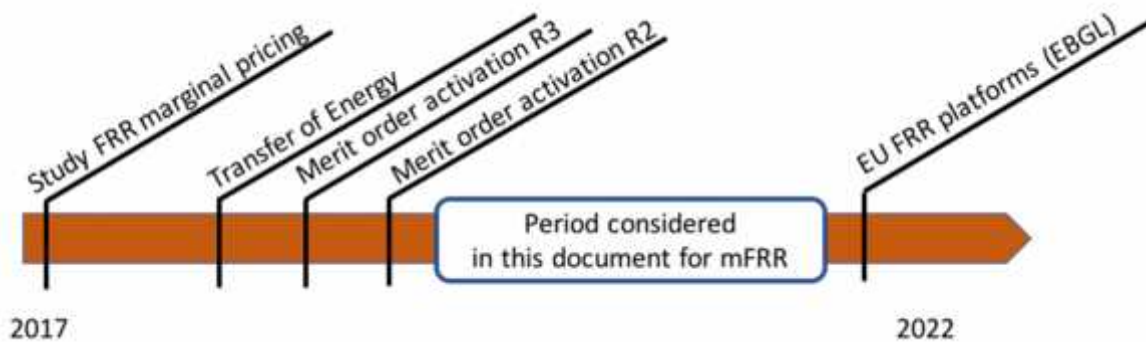 Study FRR marginal pricing
Transfer of Energy
Merit order activation R3
Merit order activation R2
EU FRR platforms (EBGL)
Period considered
in this document for mFRR
2017
2022